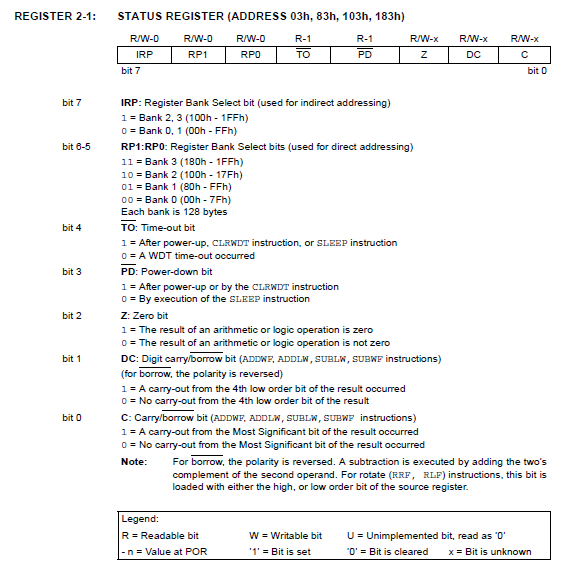 REGISTER 2-1: STATUS REGISTER (ADDRESS 03h, 83h, 103h, 183h)
R/W-0 R/W-0 R/W-0 R-1 R-1 R/W-x R/W-x R/W-x
IRP RP1 RP0 TO PD Z DC C
bit 7 bit 0
bit 7 IRP: Register Bank Select bit (used for indirect addressing)
1 = Bank 2, 3 (100h - 1FFh)
0 = Bank 0, 1 (00h - FFh)
bit 6-5 RP1:RP0: Register Bank Select bits (used for direct addressing)
11 = Bank 3 (180h - 1FFh)
10 = Bank 2 (100h - 17Fh)
01 = Bank 1 (80h - FFh)
00 = Bank 0 (00h - 7Fh)
Each bank is 128 bytes
bit 4 TO: Time-out bit
1 = After power-up, CLRWDT instruction, or SLEEP instruction
0 = A WDT time-out occurred
bit 3 PD: Power-down bit
1 = After power-up or by the CLRWDT instruction
0 = By execution of the SLEEP instruction
bit 2 Z: Zero bit
1 = The result of an arithmetic or logic operation is zero
0 = The result of an arithmetic or logic operation is not zero
bit 1 DC: Digit carry/borrow bit (ADDWF, ADDLW, SUBLW, SUBWF instructions)
(for borrow, the polarity is reversed)
1 = A carry-out from the 4th low order bit of the result occurred
0 = No carry-out from the 4th low order bit of the result
bit 0 C: Carry/borrow bit (ADDWF, ADDLW, SUBLW, SUBWF instructions)
1 = A carry-out from the Most Significant bit of the result occurred
0 = No carry-out from the Most Significant bit of the result occurred
Note: For borrow, the polarity is reversed. A subtraction is executed by adding the two's
complement of the second operand. For rotate (RRF, RLF) instructions, this bit is
loaded with either the high, or low order bit of the source register.
Legend:
R = Readable bit W = Writable bit U = Unimplemented bit, read as '0'
- n = Value at POR '1' = Bit is set '0' = Bit is cleared x = Bit is unknown